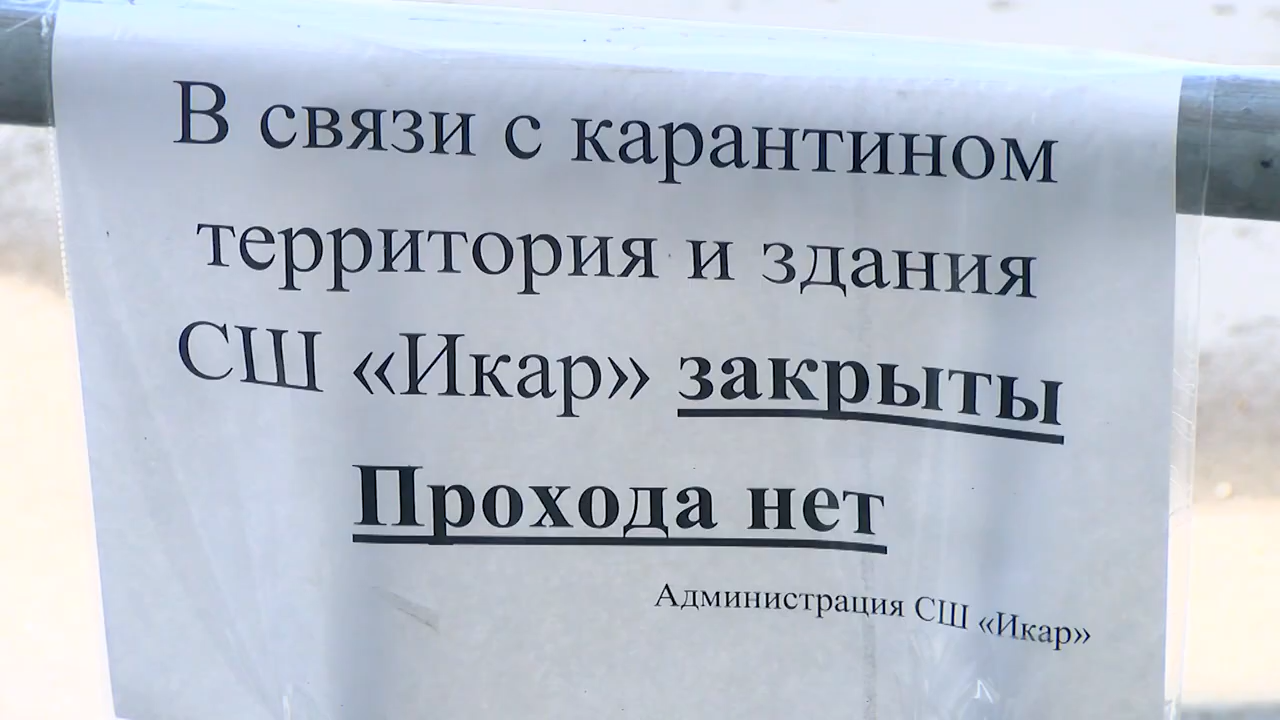 В связи с карантином
территория и здания
СШ «Икар» закрыты
Прохода нет
Администрация СШ «Икар»